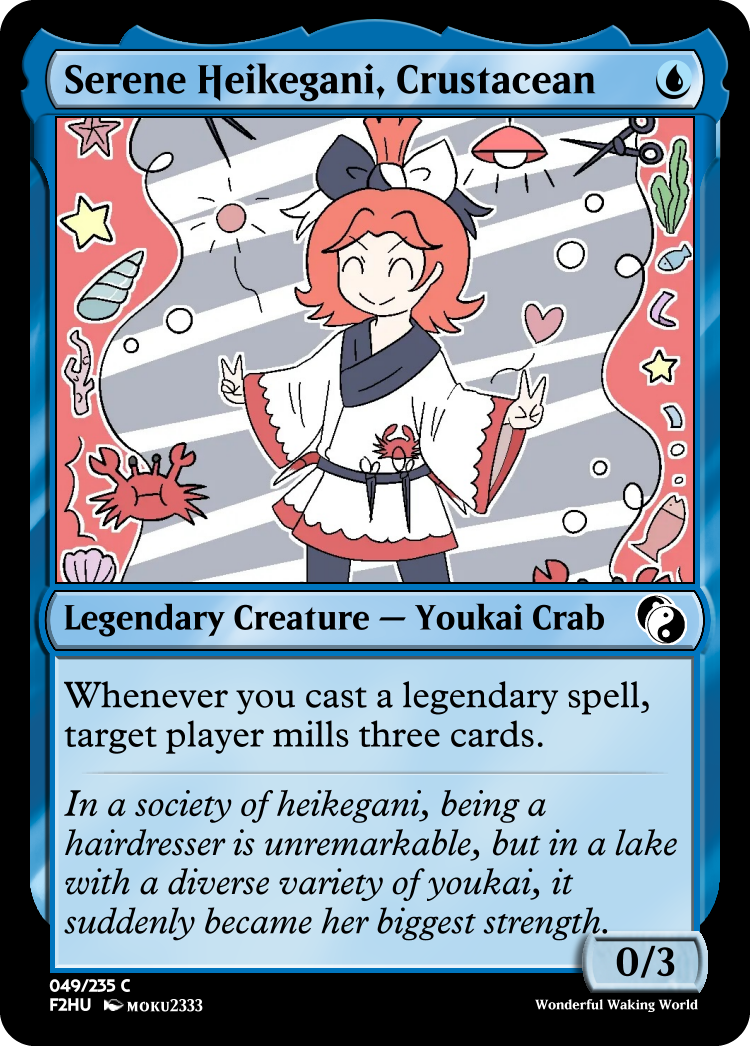 Serene Heikegani, Crustacean
Legendary Creature — Youkai Crab
Whenever you cast a legendary spell,
target player mills three cards.
In a society of heikegani, being a
hairdresser is unremarkable, but in a lake
with a diverse variety of youkai, it
suddenly became her biggest strength.
0/3
049/235 C
F2HU MOKU2333
Wonderful Waking World